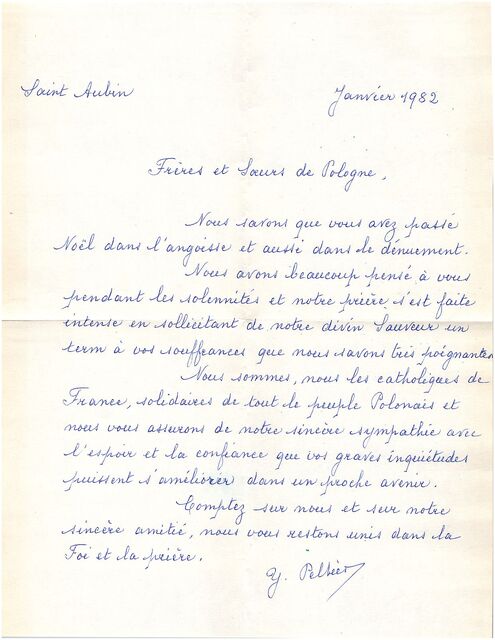 Saint Aubin
Janvier 1982
Frères et Sœurs de Pologne,
Nous savons que vous avez passé
Noël dans l'angoisse et aussi dans le dénuement.
Nous avons beaucoup pensé à vous
pendant les solennités et notre prière s'est faite
intense en sollicitant de notre divin Sauveur un
term à vos souffrances que nous savons très poignantes
Nous sommes, nous les catholiques de
France, solidaires de tout le peuple Polonais et
nous vous assurons de notre sincère sympathie avec
l'espoir et la confiance que vos graves inquiétudes
puissent s'améliorer dans un proche avenir.
Comptez sur nous et sur notre
sincère amitié, nous vous restons unis dans la
Foi et la prière.
Y.